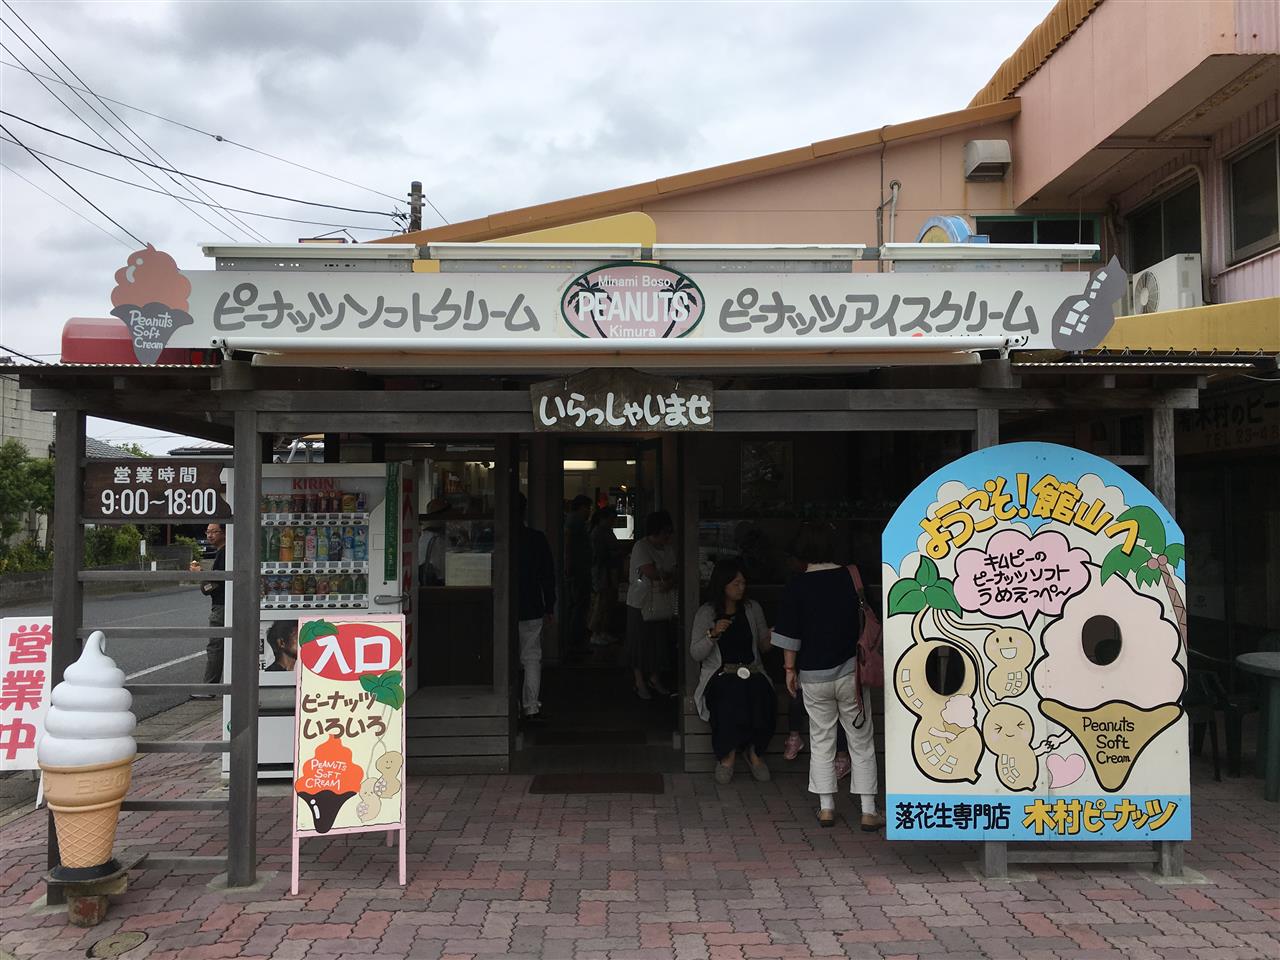 ピーナッツソフトクリーム
Minami Boso
PEANUTS
Kimura
ピーナッツアイスクリーム
Peanuts
Soft
Cream
いらっしゃいませ
営業時間
9:00～18:00
KIRIN
営業中
入口
ピーナッツ
いろいろ
PEANUTS
SOFT
CREAM
ようこそ!館山へ
キムピーの
ピーナッツソフト
うめえっぺ～
Peanuts
Soft
Cream
落花生専門店 木村ピーナッツ
木村のピー